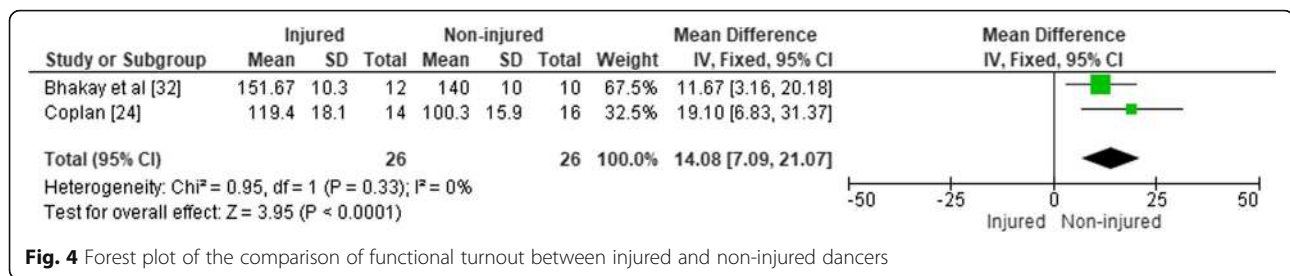 Injured Non-injured Mean Difference Mean Difference
Study or Subgroup Mean SD Total Mean SD Total Weight IV, Fixed, 95% CI IV, Fixed, 95% CI
Bhakay et al [32] 151.67 10.3 12 140 10 10 67.5% 11.67 [3.16, 20.18]
Coplan [24] 119.4 18.1 14 100.3 15.9 16 32.5% 19.10 [6.83, 31.37]
Total (95% CI) 26 26 100.0% 14.08 [7.09, 21.07]
Heterogeneity: Chi² = 0.95, df = 1 (P = 0.33); I² = 0%
Test for overall effect: Z = 3.95 (P < 0.0001)
-50 -25 0 25 50
Injured Non-injured
Fig. 4 Forest plot of the comparison of functional turnout between injured and non-injured dancers